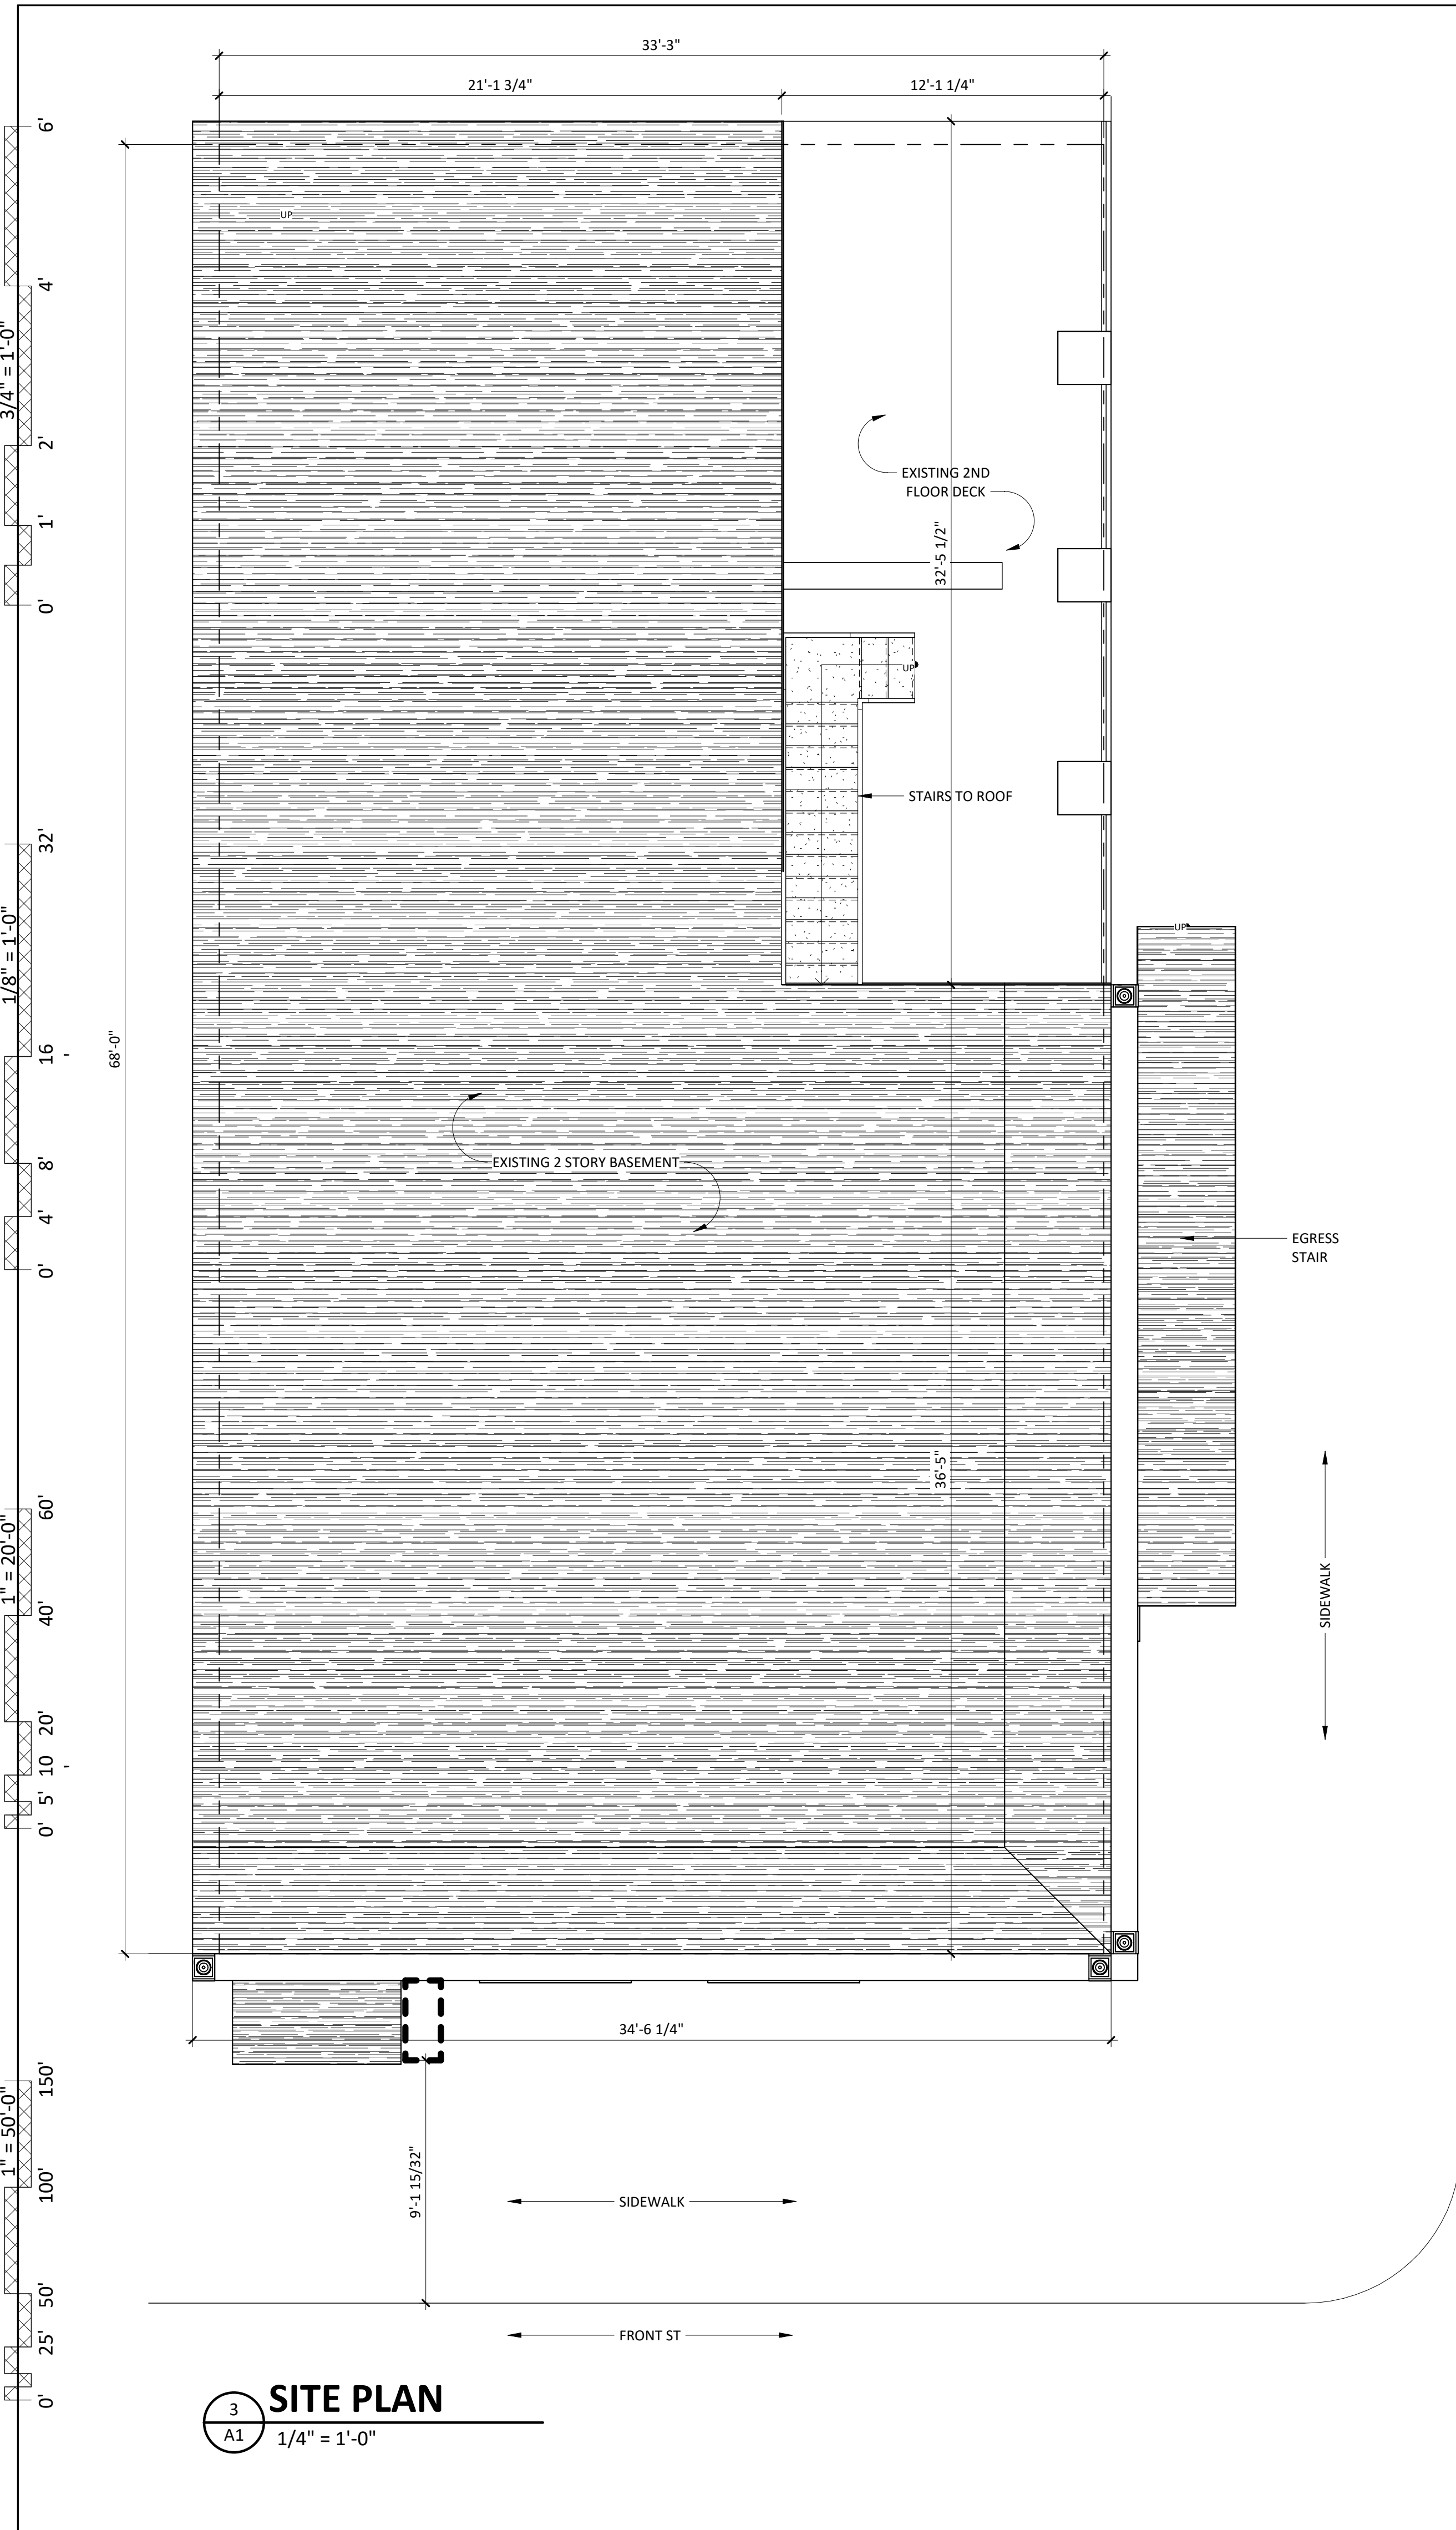 33'-3"
21'-1 3/4"
12'-1 1/4"
6'
4'
2'
1'
0'
3/4" = 1'-0"
UP
EXISTING 2ND
FLOOR DECK
32'-5 1/2"
UP
STAIRS TO ROOF
32'
16
'
8'
4'
0'
1/8" = 1'-0"
68'-0"
UP
EXISTING 2 STORY BASEMENT
EGRESS
STAIR
36'-5"
SIDEWALK
60'
40'
20'
10
'
5'
0'
1" = 20'-0"
34'-6 1/4"
9'-1 15/32"
150'
100'
50'
25'
0'
1" = 50'-0"
SIDEWALK
FRONT ST
3
A1
SITE PLAN
1/4" = 1'-0"